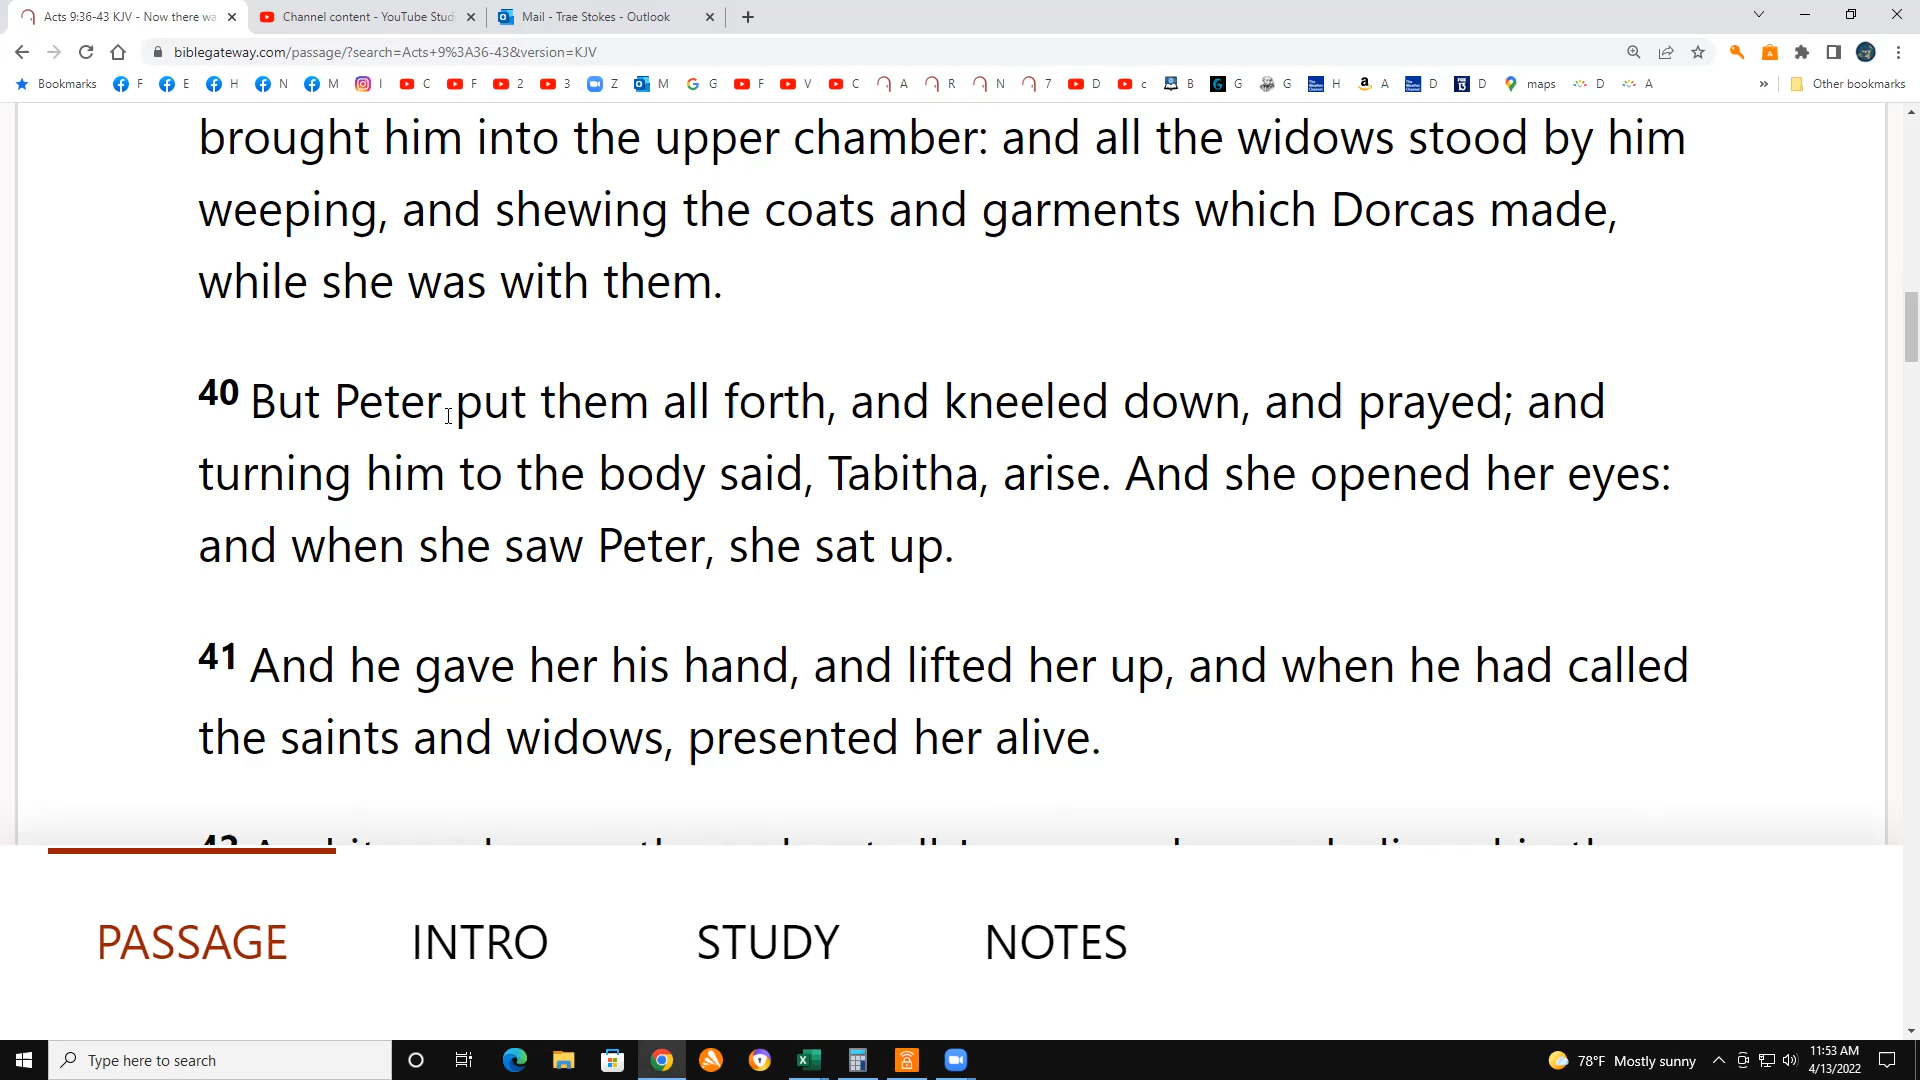 Acts 9:36-43 KJV - Now there wa
Channel content - YouTube Stud
Mail - Trae Stokes - Outlook
biblegateway.com/passage/?search=Acts+9%3A36-43&version=KJV
Bookmarks F E H N M I C F 2 3 Z M G F V C A R N 7 D c B G G H A D D maps D A » Other bookmarks
brought him into the upper chamber: and all the widows stood by him
weeping, and shewing the coats and garments which Dorcas made,
while she was with them.
40 But Peter put them all forth, and kneeled down, and prayed; and
turning him to the body said, Tabitha, arise. And she opened her eyes:
and when she saw Peter, she sat up.
41 And he gave her his hand, and lifted her up, and when he had called
the saints and widows, presented her alive.
PASSAGE INTRO STUDY NOTES
Type here to search
78°F Mostly sunny
11:53 AM
4/13/2022